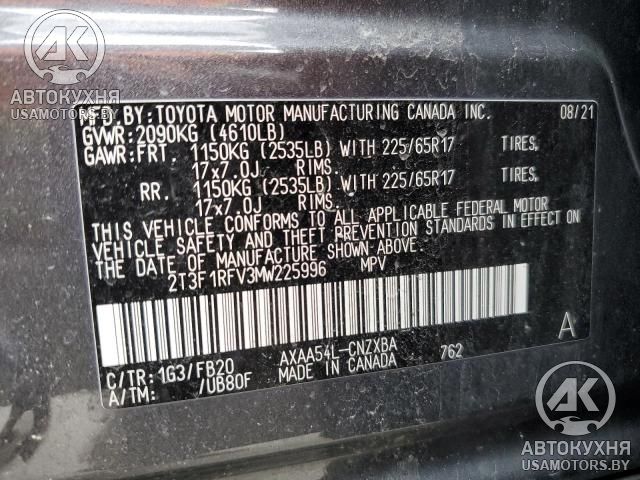 AK
АВТОКУХНЯ
USAMOTORS.BY
MFD. BY: TOYOTA MOTOR MANUFACTURING CANADA INC. 08/21
GVWR: 2090KG (4610LB)
GAWR: FRT. 1150KG (2535LB) WITH 225/65R17 TIRES,
17x7.0J RIMS.
RR. 1150KG (2535LB) WITH 225/65R17 TIRES,
17x7.0J RIMS.
THIS VEHICLE CONFORMS TO ALL APPLICABLE FEDERAL MOTOR
VEHICLE SAFETY AND THEFT PREVENTION STANDARDS IN EFFECT ON
THE DATE OF MANUFACTURE SHOWN ABOVE.
2T3F1RFV3MW225996 MPV
A
C/TR: 1G3/FB20 AXAA54L-CNZXBA 762
A/TM: /UB80F MADE IN CANADA
AK
АВТОКУХНЯ
USAMOTORS.BY